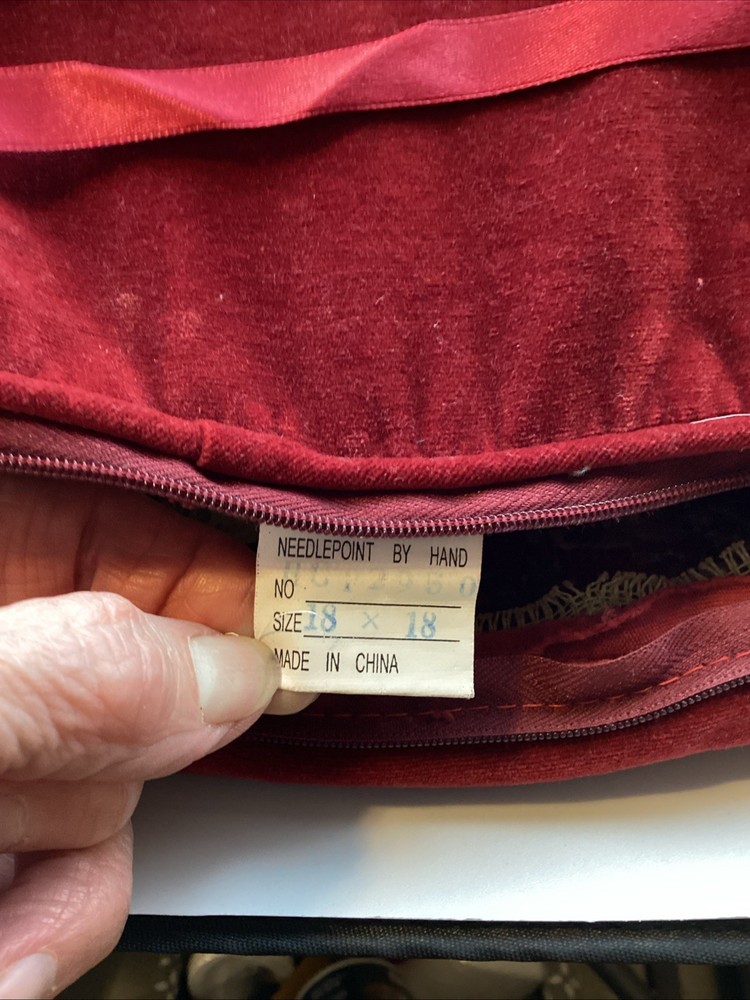 NEEDLEPOINT BY HAND
NO
SIZE 18 × 18
MADE IN CHINA